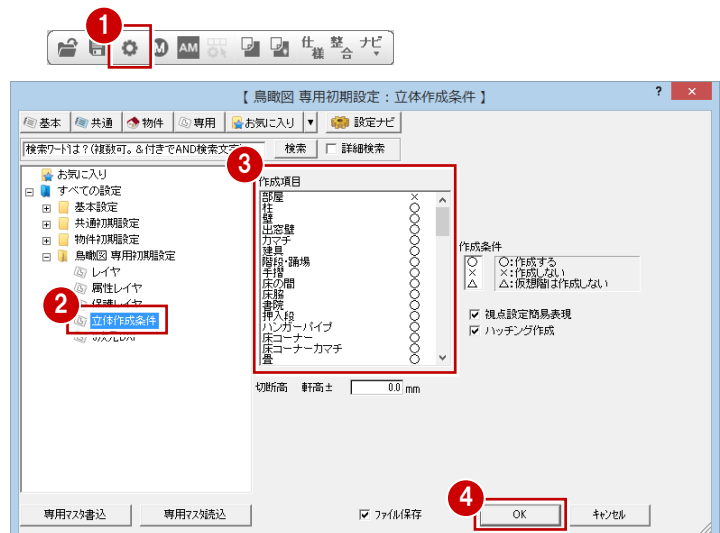 1
M AM 仕様 整合 ナビ
【 鳥瞰図 専用初期設定：立体作成条件 】 ? ×
基本 共通 物件 専用 お気に入り ▼ 設定ナビ
検索ワードは？(複数可。&付きでAND検索文字 検索 詳細検索
お気に入り
すべての設定
基本設定
共通初期設定
物件初期設定
鳥瞰図 専用初期設定
レイヤ
属性レイヤ
2
立体作成条件
3
作成項目
部屋 ×
柱 ○
壁 ○
出窓壁 ○
カマチ ○
建具 ○
階段・踊場 ○
手摺 ○
床の間 ○
床脇 ○
書院 ○
押入段 ○
ハンガーパイプ ○
床コーナー ○
床コーナーカマチ ○
畳 ○
作成条件
○ ○:作成する
× ×:作成しない
△ △:仮想階は作成しない
視点設定簡易表現
ハッチング作成
切断高 軒高± 0.0 mm
4
専用マスタ書込 専用マスタ読込 ファイル保存 OK キャンセル